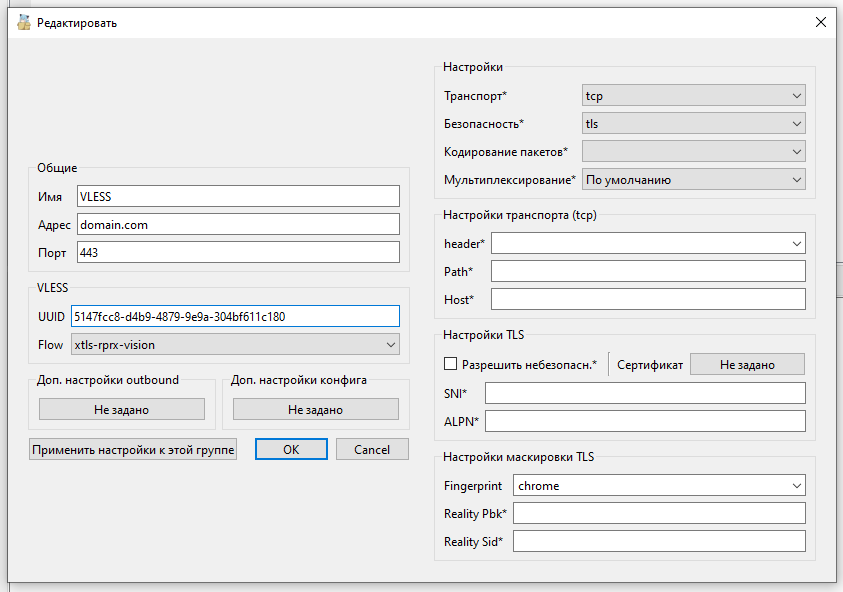 Редактировать
Общие
Имя VLESS
Адрес domain.com
Порт 443
VLESS
UUID 5147fcc8-d4b9-4879-9e9a-304bf611c180
Flow xtls-rprx-vision
Доп. настройки outbound
Не задано
Доп. настройки конфига
Не задано
Применить настройки к этой группе
OK
Cancel
Настройки
Транспорт* tcp
Безопасность* tls
Кодирование пакетов*
Мультиплексирование* По умолчанию
Настройки транспорта (tcp)
header*
Path*
Host*
Настройки TLS
Разрешить небезопасн.* Сертификат Не задано
SNI*
ALPN*
Настройки маскировки TLS
Fingerprint chrome
Reality Pbk*
Reality Sid*